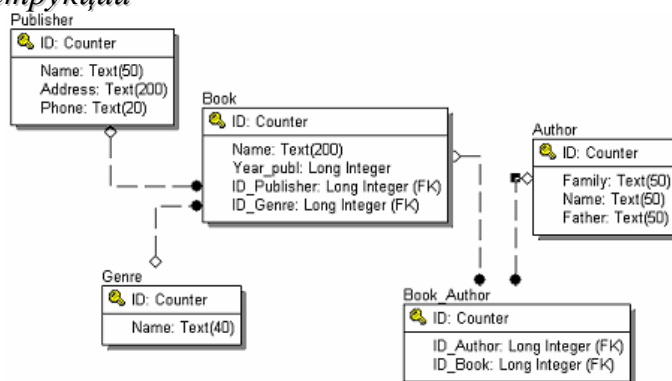 Publisher
ID: Counter
Name: Text(50)
Address: Text(200)
Phone: Text(20)
Book
ID: Counter
Name: Text(200)
Year_publ: Long Integer
ID_Publisher: Long Integer (FK)
ID_Genre: Long Integer (FK)
Author
ID: Counter
Family: Text(50)
Name: Text(50)
Father: Text(50)
Genre
ID: Counter
Name: Text(40)
Book_Author
ID: Counter
ID_Author: Long Integer (FK)
ID_Book: Long Integer (FK)